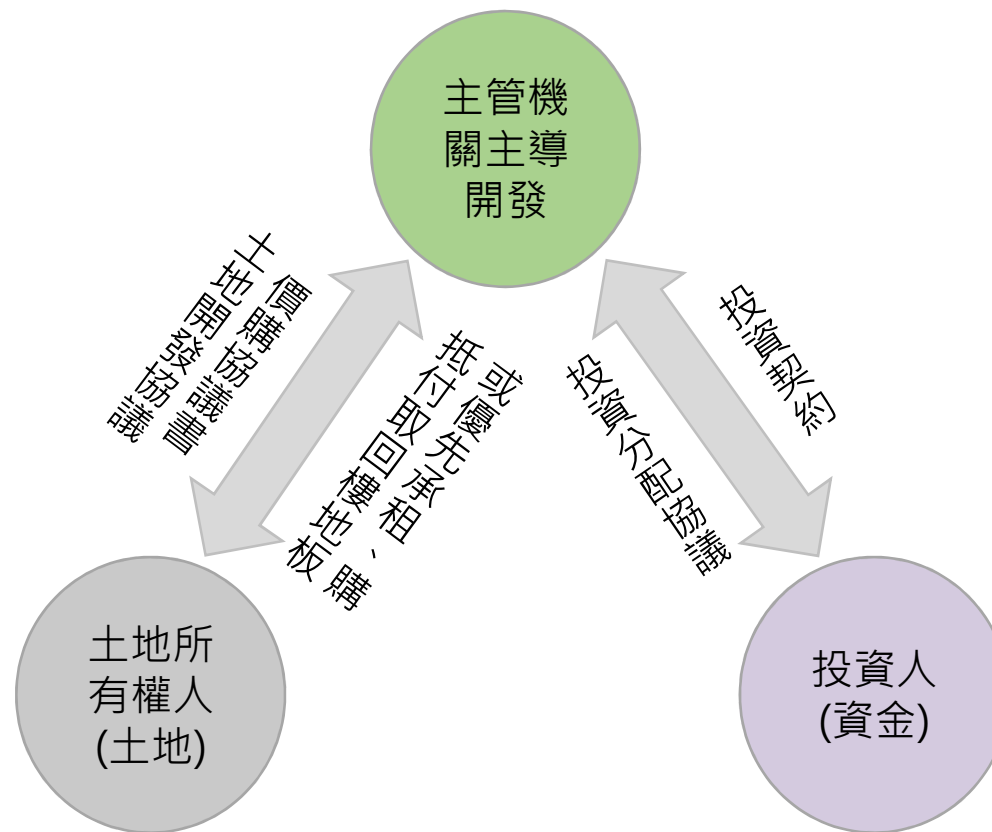 主管機
關主導
開發
土地開發協議
價購協議書
抵付取回樓地板
或優先承租、購
投資分配協議
投資契約
土地所
有權人
(土地)
投資人
(資金)